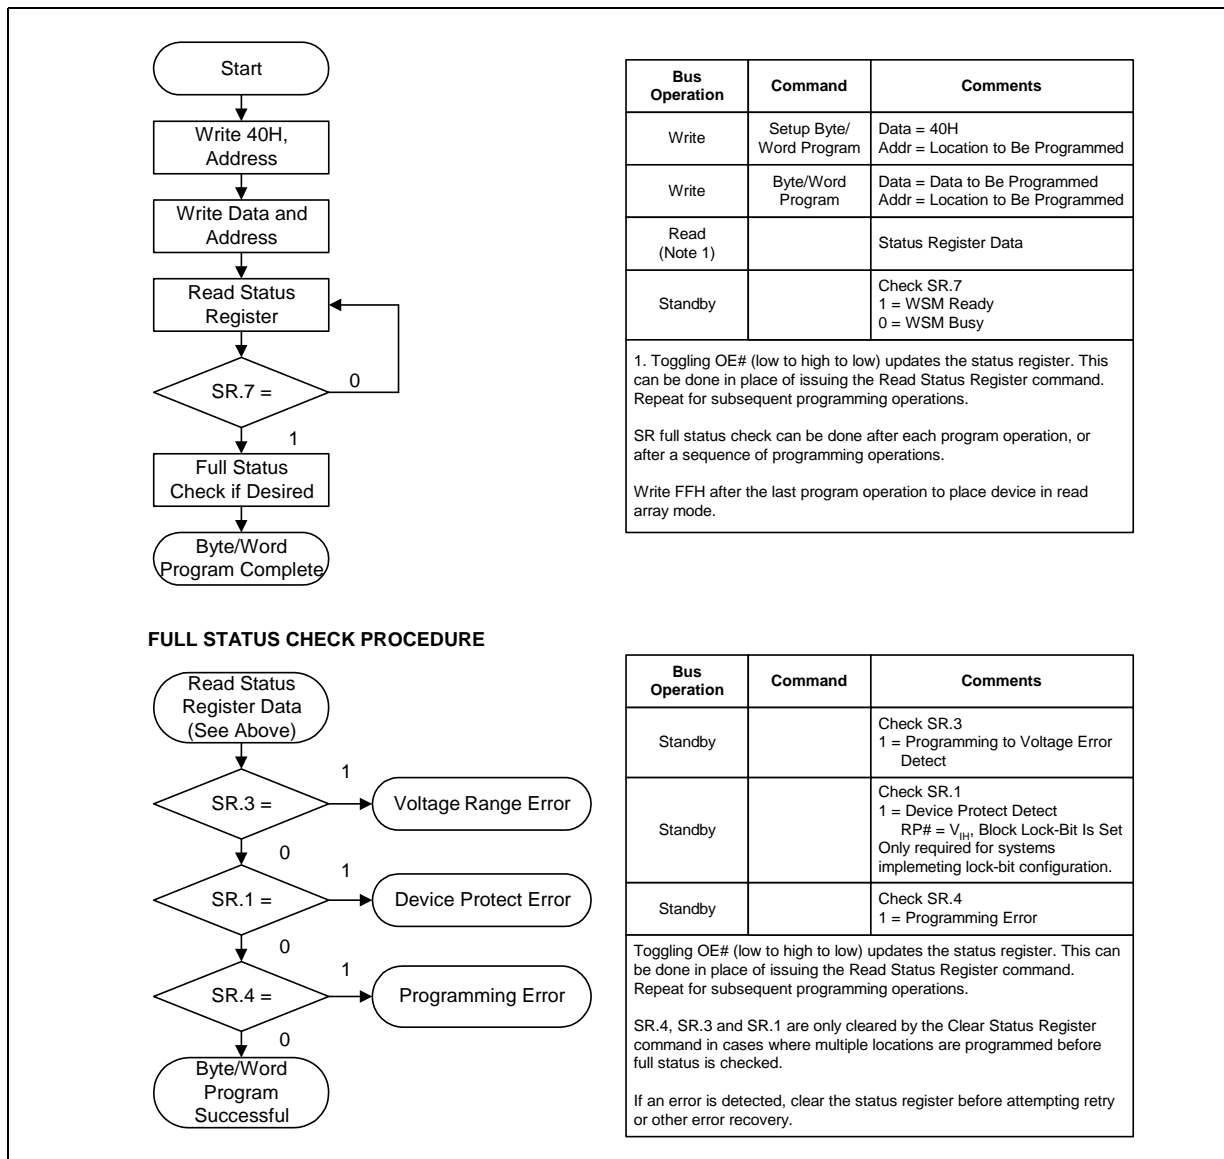 Start
Write 40H,
Address
Write Data and
Address
Read Status
Register
SR.7 =
0
1
Full Status
Check if Desired
Byte/Word
Program Complete
Bus
Operation
Command
Comments
Write
Setup Byte/
Word Program
Data = 40H
Addr = Location to Be Programmed
Write
Byte/Word
Program
Data = Data to Be Programmed
Addr = Location to Be Programmed
Read
(Note 1)
Status Register Data
Standby
Check SR.7
1 = WSM Ready
0 = WSM Busy
1. Toggling OE# (low to high to low) updates the status register. This
can be done in place of issuing the Read Status Register command.
Repeat for subsequent programming operations.
SR full status check can be done after each program operation, or
after a sequence of programming operations.
Write FFH after the last program operation to place device in read
array mode.
FULL STATUS CHECK PROCEDURE
Read Status
Register Data
(See Above)
SR.3 =
1
Voltage Range Error
0
SR.1 =
1
Device Protect Error
0
SR.4 =
1
Programming Error
0
Byte/Word
Program
Successful
Bus
Operation
Command
Comments
Standby
Check SR.3
1 = Programming to Voltage Error
Detect
Standby
Check SR.1
1 = Device Protect Detect
RP# = VIH, Block Lock-Bit Is Set
Only required for systems
implemeting lock-bit configuration.
Standby
Check SR.4
1 = Programming Error
Toggling OE# (low to high to low) updates the status register. This can
be done in place of issuing the Read Status Register command.
Repeat for subsequent programming operations.
SR.4, SR.3 and SR.1 are only cleared by the Clear Status Register
command in cases where multiple locations are programmed before
full status is checked.
If an error is detected, clear the status register before attempting retry
or other error recovery.